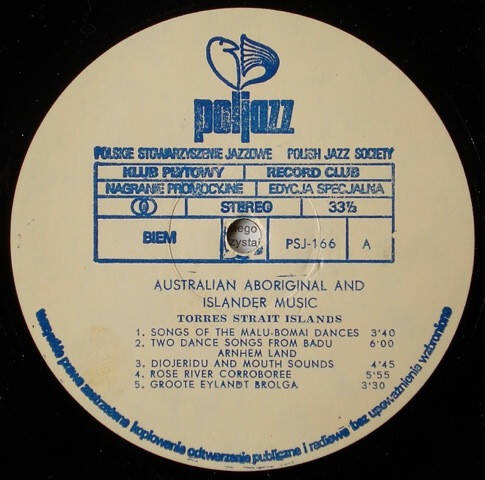 poljazz
POLSKIE STOWARZYSZENIE JAZZOWE POLISH JAZZ SOCIETY
KLUB PŁYTOWY RECORD CLUB
NAGRANIE PROMOCYJNE EDYCJA SPECJALNA
STEREO 33⅓
BIEM PSJ-166 A
AUSTRALIAN ABORIGINAL AND
ISLANDER MUSIC
TORRES STRAIT ISLANDS
1. SONGS OF THE MALU-BOMAI DANCES 3'40
2. TWO DANCE SONGS FROM BADU 6'00
ARNHEM LAND
3. DIOJERIDU AND MOUTH SOUNDS 4'45
4. ROSE RIVER CORROBOREE 5'55
5. GROOTE EYLANDT BROLGA 3'30
wszystkie prawa zastrzeżone kopiowanie odtwarzanie publiczne i radiowe bez upoważnienia wzbronione